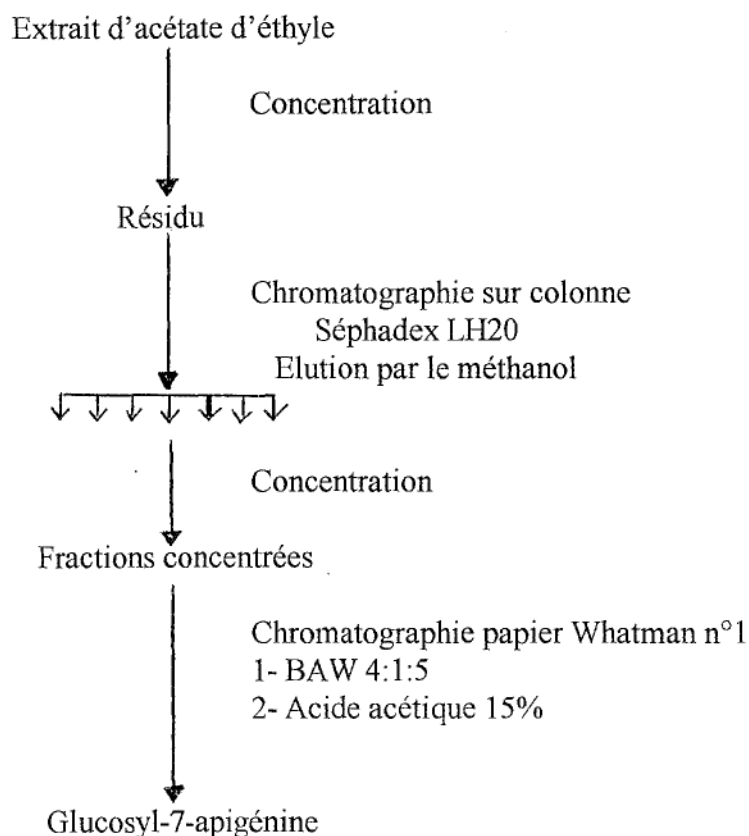 Extrait d'acétate d'éthyle
Concentration
Résidu
Chromatographie sur colonne
Séphadex LH20
Elution par le méthanol
Concentration
Fractions concentrées
Chromatographie papier Whatman n°1
1- BAW 4:1:5
2- Acide acétique 15%
Glucosyl-7-apigénine